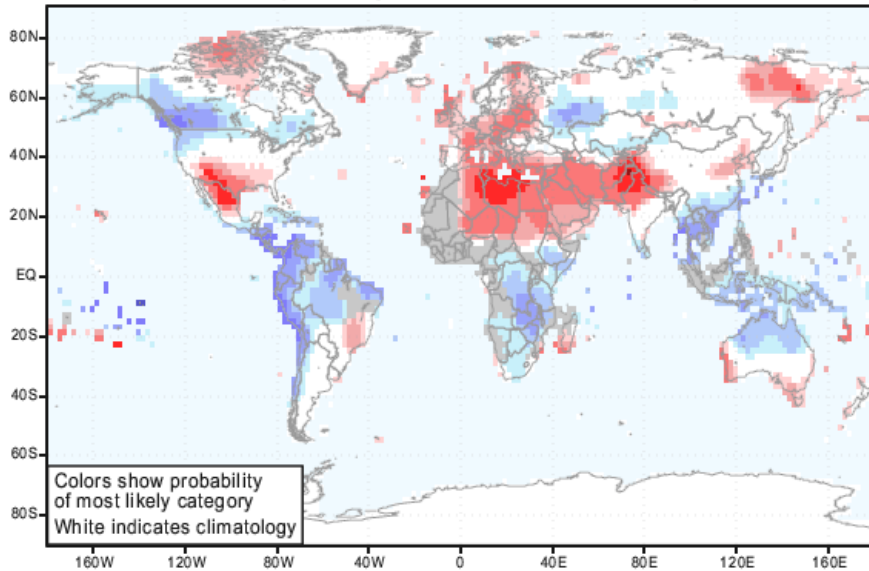 80N
60N
40N
20N
EQ
20S
40S
60S
80S
Colors show probability
of most likely category
White indicates climatology
160W 120W 80W 40W 0 40E 80E 120E 160E